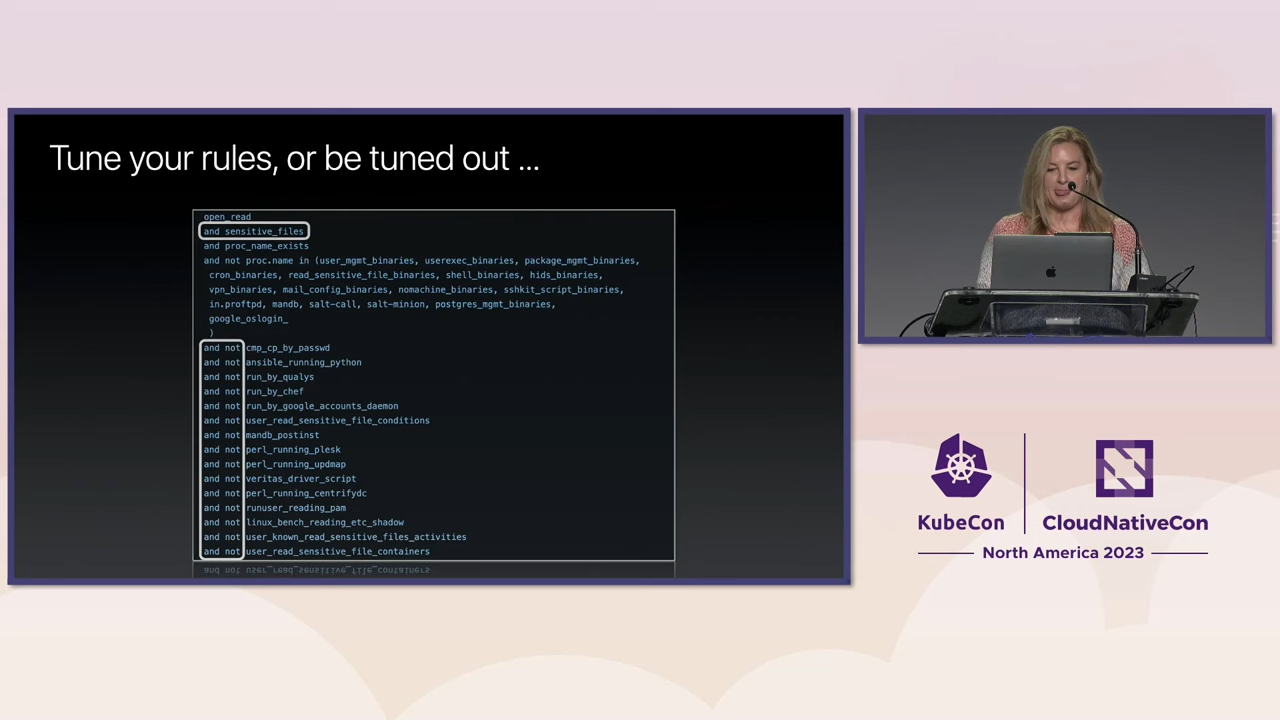 Tune your rules, or be tuned out ...
open_read
and sensitive_files
and proc_name_exists
and not proc.name in (user_mgmt_binaries, userexec_binaries, package_mgmt_binaries,
cron_binaries, read_sensitive_file_binaries, shell_binaries, hids_binaries,
vpn_binaries, mail_config_binaries, nomachine_binaries, sshkit_script_binaries,
in.proftpd, mandb, salt-call, salt-minion, postgres_mgmt_binaries,
google_oslogin_
)
and not cmp_cp_by_passwd
and not ansible_running_python
and not run_by_qualys
and not run_by_chef
and not run_by_google_accounts_daemon
and not user_read_sensitive_file_conditions
and not mandb_postinst
and not perl_running_plesk
and not perl_running_updmap
and not veritas_driver_script
and not perl_running_centrifydc
and not runuser_reading_pam
and not linux_bench_reading_etc_shadow
and not user_known_read_sensitive_files_activities
and not user_read_sensitive_file_containers
KubeCon
CloudNativeCon
North America 2023